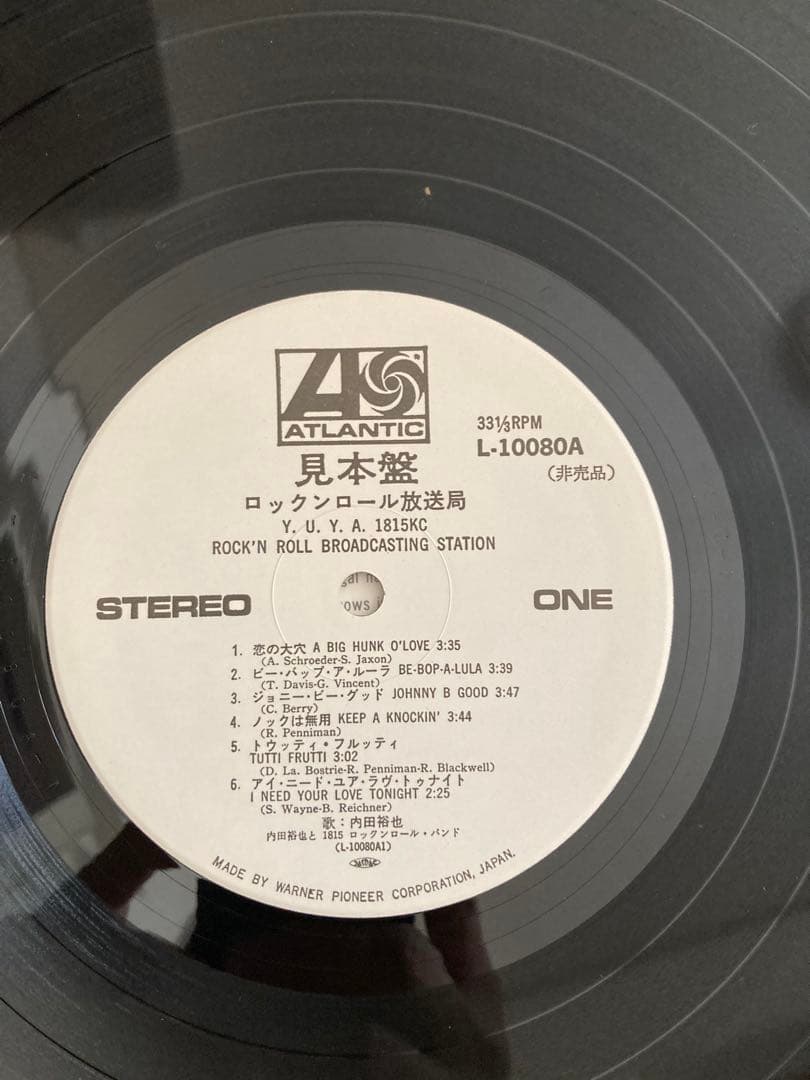 ATLANTIC
33⅓RPM
L-10080A
(非売品)
見本盤
ロックンロール放送局
Y. U. Y. A. 1815KC
ROCK'N ROLL BROADCASTING STATION
STEREO
ONE
1. 恋の大穴 A BIG HUNK O'LOVE 3:35
(A. Schroeder-S. Jaxon)
2. ビー・バップ・ア・ルーラ BE-BOP-A-LULA 3:39
(T. Davis-G. Vincent)
3. ジョニー・ビー・グッド JOHNNY B GOOD 3:47
(C. Berry)
4. ノックは無用 KEEP A KNOCKIN' 3:44
(R. Penniman)
5. トゥッティ・フルッティ
TUTTI FRUTTI 3:02
(D. La. Bostrie-R. Penniman-R. Blackwell)
6. アイ・ニード・ユア・ラヴ・トゥナイト
I NEED YOUR LOVE TONIGHT 2:25
(S. Wayne-B. Reichner)
歌：内田裕也
内田裕也と 1815 ロックンロール・バンド
(L-10080A1)
MADE BY WARNER PIONEER CORPORATION, JAPAN.